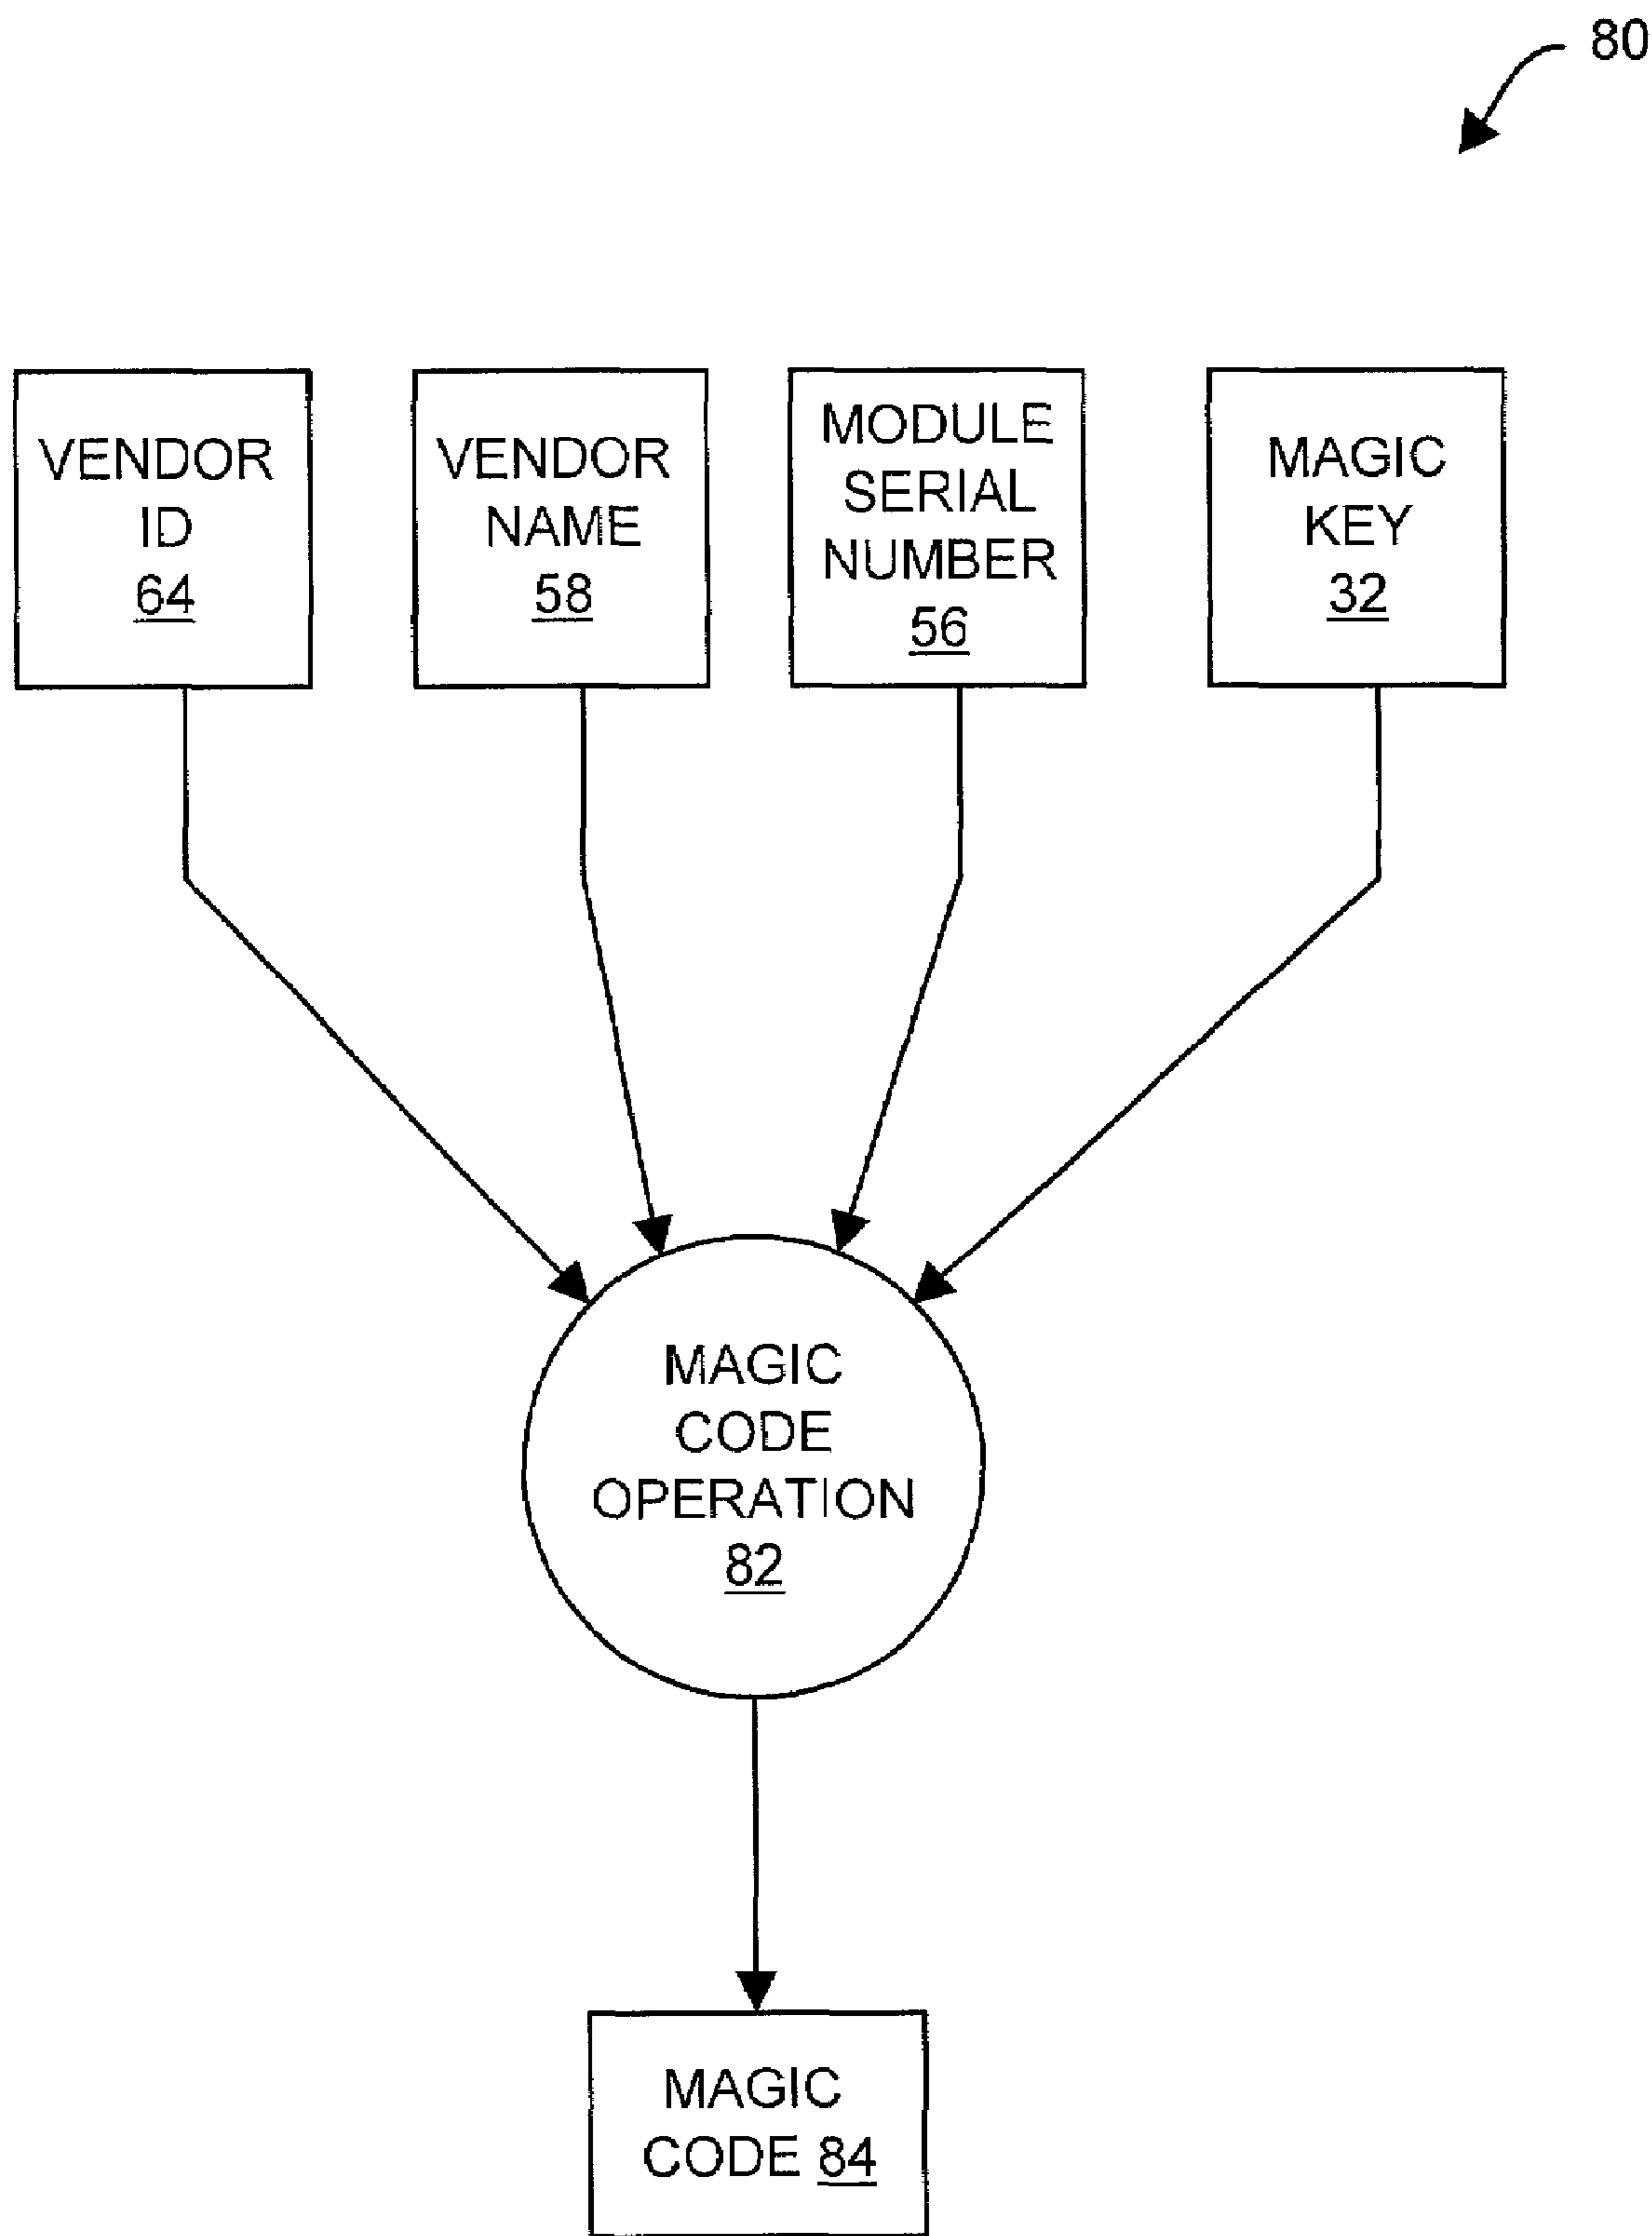 80
VENDOR
ID
64
VENDOR
NAME
58
MODULE
SERIAL
NUMBER
56
MAGIC
KEY
32
MAGIC
CODE
OPERATION
82
MAGIC
CODE 84